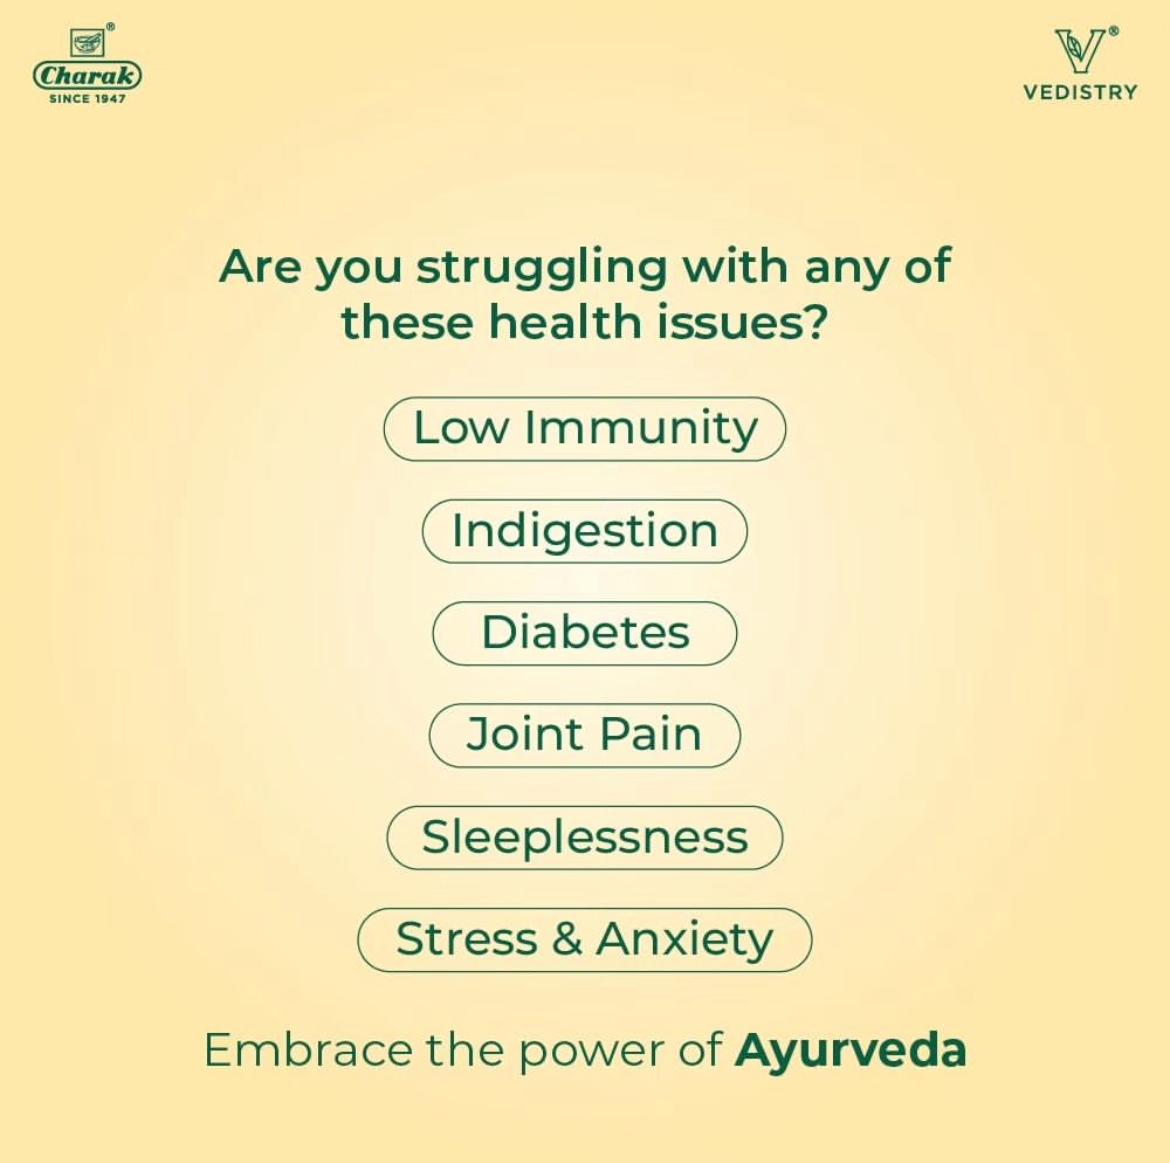 Charak®
SINCE 1947
V®
VEDISTRY
Are you struggling with any of
these health issues?
Low Immunity
Indigestion
Diabetes
Joint Pain
Sleeplessness
Stress & Anxiety
Embrace the power of Ayurveda